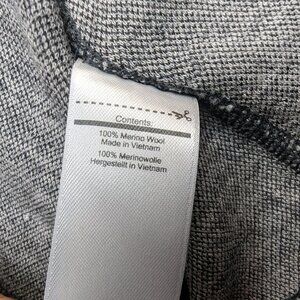 Contents:
100% Merino Wool
Made in Vietnam
100% Merinowolle
Hergestellt in Vietnam